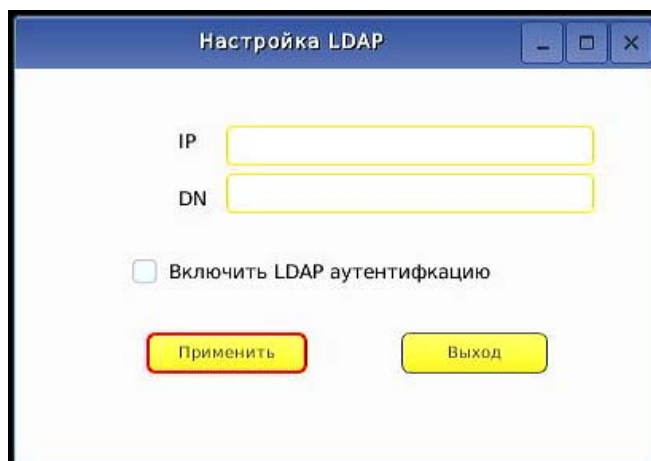 Настройка LDAP
IP
DN
Включить LDAP аутентифкацию
Применить
Выход